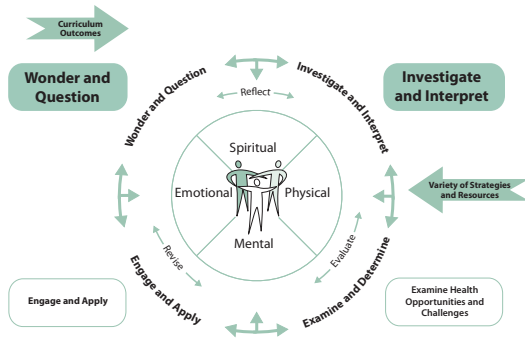 Curriculum
Outcomes
Wonder and
Question
Wonder and Question
Investigate and Interpret
Reflect
Investigate
and Interpret
Spiritual
Emotional
Physical
Mental
Variety of Strategies
and Resources
Revise
Evaluate
Engage and Apply
Examine and Determine
Engage and Apply
Examine Health
Opportunities and
Challenges